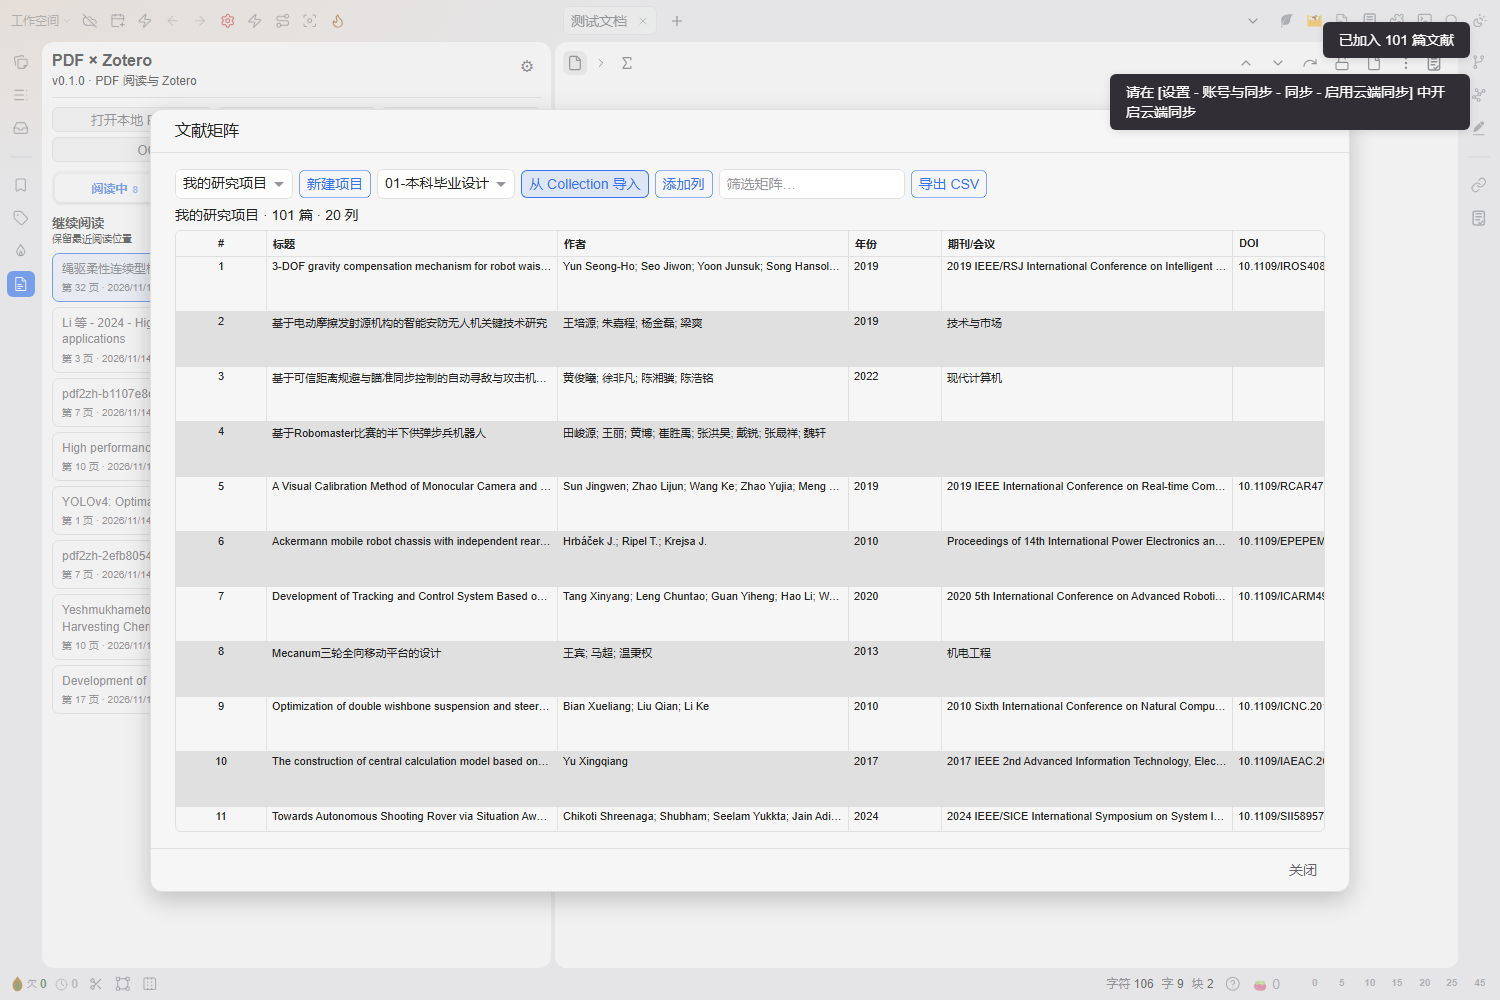 工作空间
测试文档
已加入 101 篇文献
请在 [设置 - 账号与同步 - 同步 - 启用云端同步] 中开
启云端同步
PDF × Zotero
v0.1.0 · PDF 阅读与 Zotero
打开本地
阅读中 8
继续阅读
保留最近阅读位置
绳驱柔性连续型
第 32 页 · 2026/11/1
Li 等 - 2024 - Hig
applications
第 3 页 · 2026/11/14
pdf2zh-b1107e8
第 7 页 · 2026/11/14
High performanc
第 10 页 · 2026/11/1
YOLOv4: Optima
第 1 页 · 2026/11/14
pdf2zh-2efb8054
第 7 页 · 2026/11/14
Yeshmukhameto
Harvesting Cher
第 10 页 · 2026/11/1
Development of
第 17 页 · 2026/11/1
文献矩阵
我的研究项目 新建项目 01-本科毕业设计 从 Collection 导入 添加列 筛选矩阵... 导出 CSV
我的研究项目 · 101 篇 · 20 列
# 标题 作者 年份 期刊/会议 DOI
1 3-DOF gravity compensation mechanism for robot wais... Yun Seong-Ho; Seo Jiwon; Yoon Junsuk; Song Hansol... 2019 2019 IEEE/RSJ International Conference on Intelligent ... 10.1109/IROS408
2 基于电动摩擦发射源机构的智能安防无人机关键技术研究 王培源; 朱嘉程; 杨金磊; 梁爽 2019 技术与市场
3 基于可信距离规避与瞄准同步控制的自动寻敌与攻击机... 黄俊曦; 徐非凡; 陈湘骥; 陈浩铭 2022 现代计算机
4 基于Robomaster比赛的半下供弹步兵机器人 田峻源; 王丽; 黄博; 崔胜禹; 张洪昊; 戴锐; 张晟祥; 魏轩
5 A Visual Calibration Method of Monocular Camera and ... Sun Jingwen; Zhao Lijun; Wang Ke; Zhao Yujia; Meng ... 2019 2019 IEEE International Conference on Real-time Com... 10.1109/RCAR47
6 Ackermann mobile robot chassis with independent rear... Hrbáček J.; Ripel T.; Krejsa J. 2010 Proceedings of 14th International Power Electronics an... 10.1109/EPEPEM
7 Development of Tracking and Control System Based o... Tang Xinyang; Leng Chuntao; Guan Yiheng; Hao Li; W... 2020 2020 5th International Conference on Advanced Roboti... 10.1109/ICARM49
8 Mecanum三轮全向移动平台的设计 王宾; 马超; 温秉权 2013 机电工程
9 Optimization of double wishbone suspension and steer... Bian Xueliang; Liu Qian; Li Ke 2010 2010 Sixth International Conference on Natural Compu... 10.1109/ICNC.20
10 The construction of central calculation model based on... Yu Xingqiang 2017 2017 IEEE 2nd Advanced Information Technology, Elec... 10.1109/IAEAC.20
11 Towards Autonomous Shooting Rover via Situation Aw... Chikoti Shreenaga; Shubham; Seelam Yukkta; Jain Adi... 2024 2024 IEEE/SICE International Symposium on System I... 10.1109/SII58957
关闭
欠 0 0
字符 106 字 9 块 2 0 0 5 10 15 20 25 45